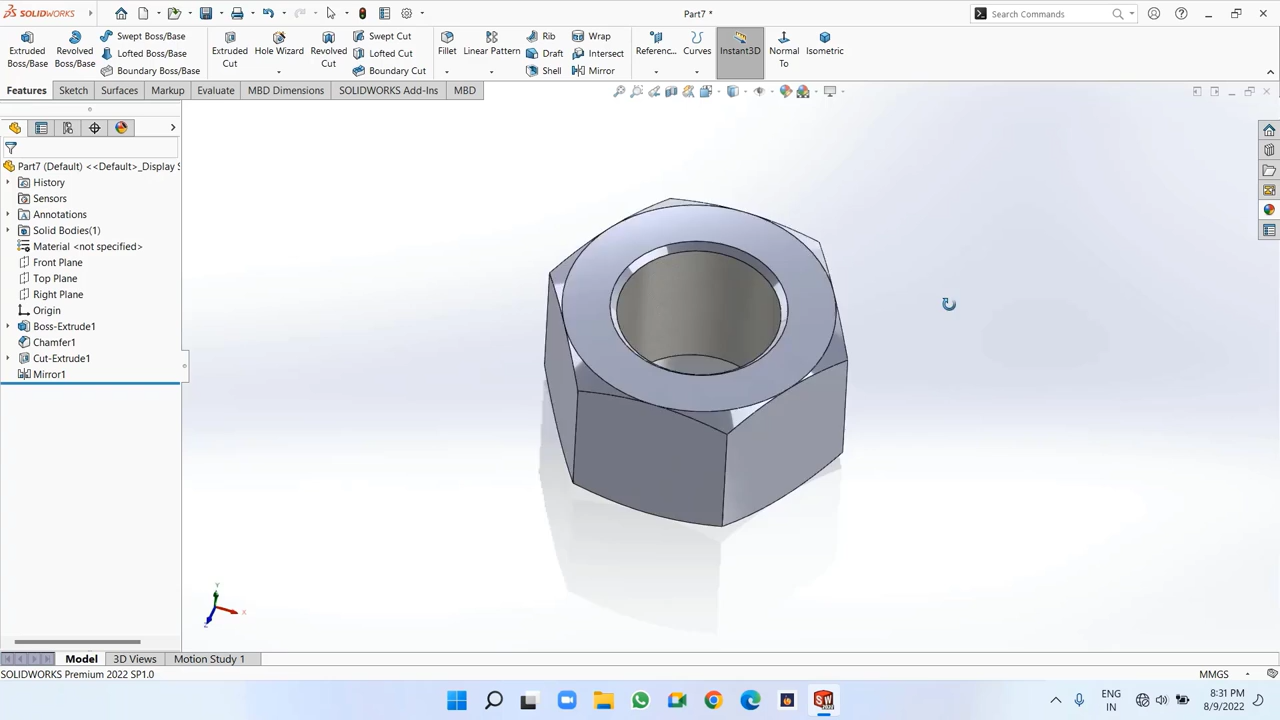 SOLIDWORKS
Part7 *
Search Commands
Extruded Boss/Base
Revolved Boss/Base
Swept Boss/Base
Lofted Boss/Base
Boundary Boss/Base
Extruded Cut
Hole Wizard
Revolved Cut
Swept Cut
Lofted Cut
Boundary Cut
Fillet
Linear Pattern
Rib
Draft
Shell
Wrap
Intersect
Mirror
Referenc...
Curves
Instant3D
Normal To
Isometric
Features
Sketch
Surfaces
Markup
Evaluate
MBD Dimensions
SOLIDWORKS Add-Ins
MBD
Part7 (Default) <<Default>_Display S
History
Sensors
Annotations
Solid Bodies(1)
Material <not specified>
Front Plane
Top Plane
Right Plane
Origin
Boss-Extrude1
Chamfer1
Cut-Extrude1
Mirror1
Y
X
Model
3D Views
Motion Study 1
SOLIDWORKS Premium 2022 SP1.0
MMGS
ENG
IN
8:31 PM
8/9/2022